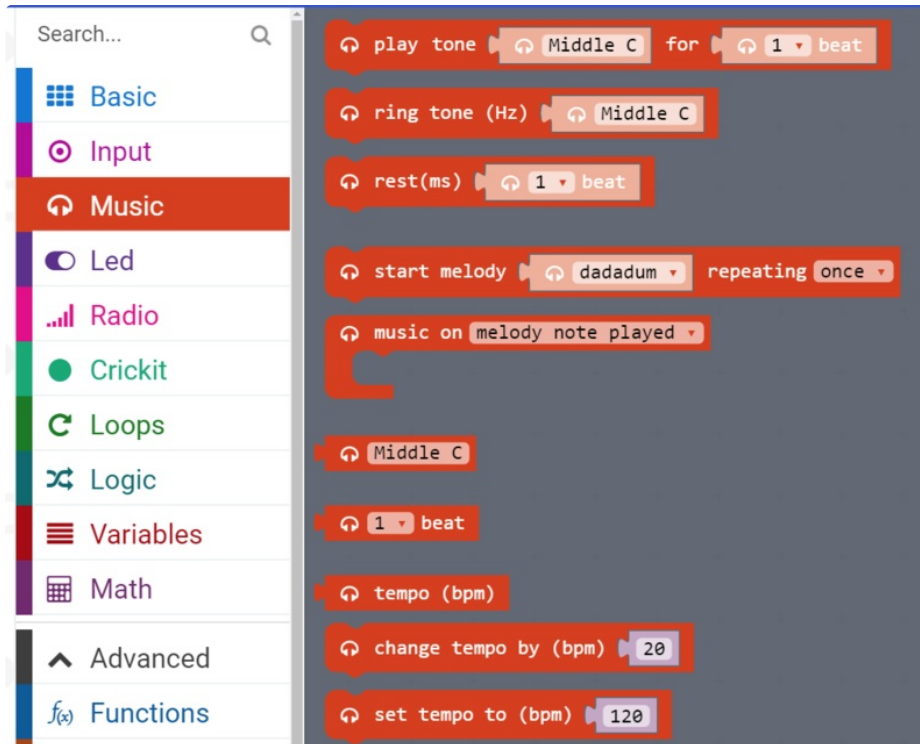 Search...
Basic
Input
Music
Led
Radio
Crickit
Loops
Logic
Variables
Math
Advanced
f(x) Functions
play tone Middle C for 1 beat
ring tone (Hz) Middle C
rest(ms) 1 beat
start melody dadadum repeating once
music on melody note played
Middle C
1 beat
tempo (bpm)
change tempo by (bpm) 20
set tempo to (bpm) 120